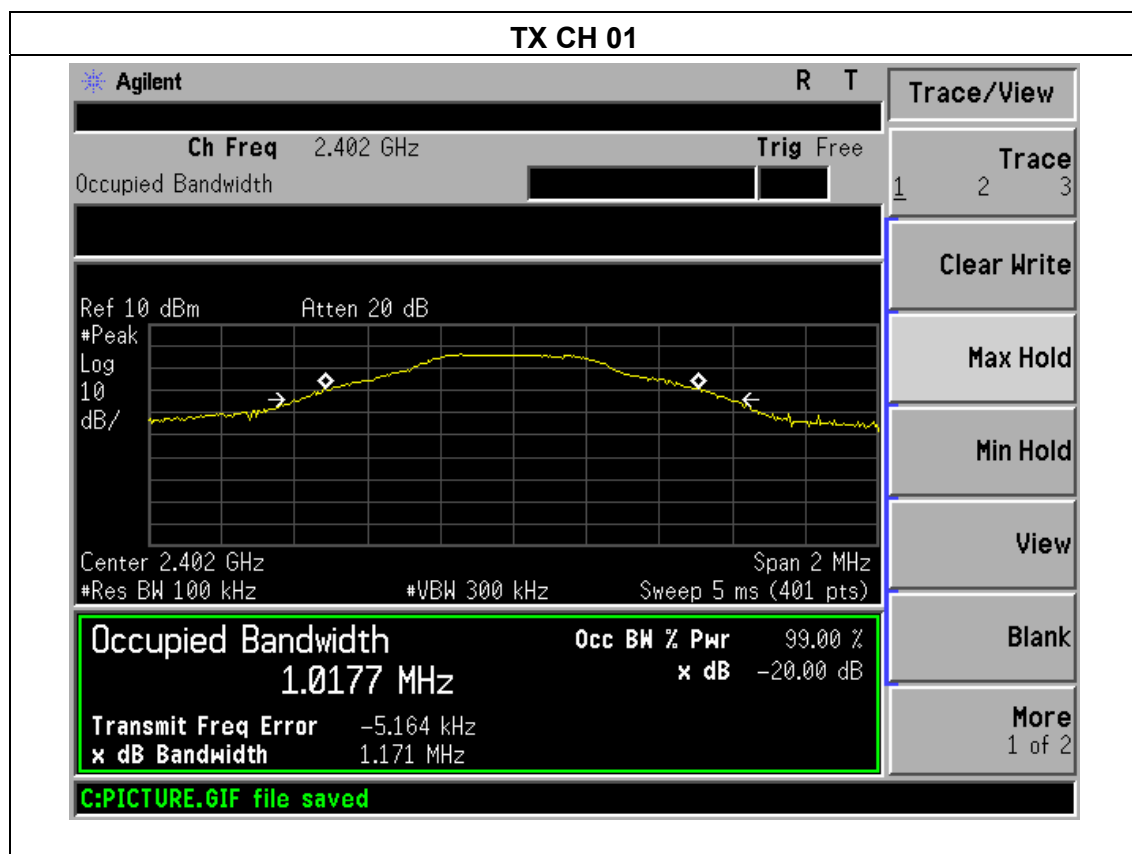 TX CH 01
Agilent R T
Trace/View
Ch Freq 2.402 GHz Trig Free
Occupied Bandwidth
Trace
1 2 3
Clear Write
Ref 10 dBm Atten 20 dB
#Peak
Log
10
dB/
Max Hold
Min Hold
View
Center 2.402 GHz Span 2 MHz
#Res BW 100 kHz #VBW 300 kHz Sweep 5 ms (401 pts)
Occupied Bandwidth Occ BW % Pwr 99.00 %
1.0177 MHz x dB -20.00 dB
Blank
Transmit Freq Error -5.164 kHz
x dB Bandwidth 1.171 MHz
More
1 of 2
C:PICTURE.GIF file saved